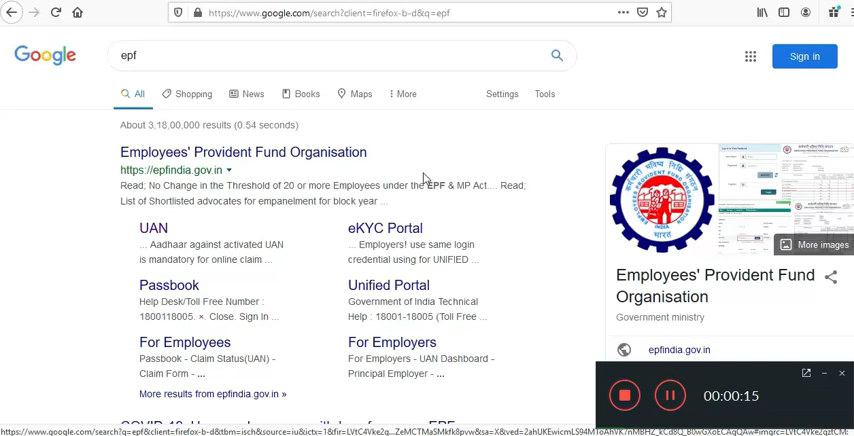 https://www.google.com/search?client=firefox-b-d&q=epf
Google
epf
Sign in
All
Shopping
News
Books
Maps
More
Settings
Tools
About 3,18,00,000 results (0.54 seconds)
Employees' Provident Fund Organisation
https://epfindia.gov.in
Read; No Change in the Threshold of 20 or more Employees under the EPF & MP Act.... Read;
List of Shortlisted advocates for empanelment for block year ...
UAN
... Aadhaar against activated UAN
is mandatory for online claim ...
eKYC Portal
... Employers! use same login
credential using for UNIFIED ...
Passbook
Help Desk/Toll Free Number :
1800118005. ×. Close. Sign in ...
Unified Portal
Government of India Technical
Help : 18001-18005 (Toll Free ...
For Employees
Passbook - Claim Status(UAN) -
Claim Form - ...
For Employers
For Employers - UAN Dashboard -
Principal Employer - ...
More results from epfindia.gov.in »
More images
Employees' Provident Fund
Organisation
Government ministry
epfindia.gov.in
00:00:15